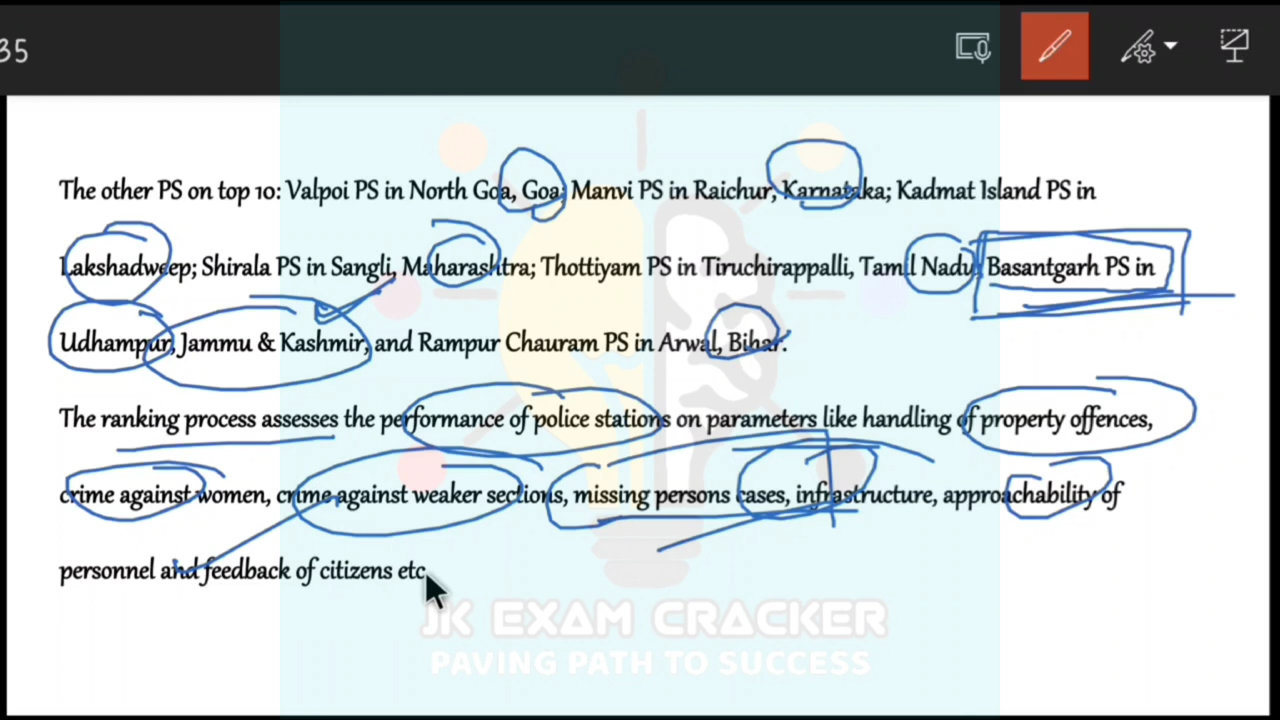 35
The other PS on top 10: Valpoi PS in North Goa, Goa; Manvi PS in Raichur, Karnataka; Kadmat Island PS in
Lakshadweep; Shirala PS in Sangli, Maharashtra; Thottiyam PS in Tiruchirappalli, Tamil Nadu; Basantgarh PS in
Udhampur, Jammu & Kashmir, and Rampur Chauram PS in Arwal, Bihar.
The ranking process assesses the performance of police stations on parameters like handling of property offences,
crime against women, crime against weaker sections, missing persons cases, infrastructure, approachability of
personnel and feedback of citizens etc
JK EXAM CRACKER
PAVING PATH TO SUCCESS